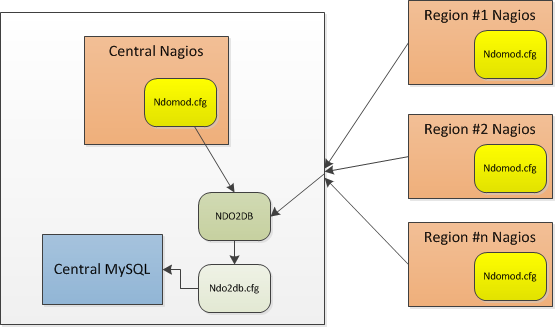 Central Nagios
Ndomod.cfg
NDO2DB
Central MySQL
Ndo2db.cfg
Region #1 Nagios
Ndomod.cfg
Region #2 Nagios
Ndomod.cfg
Region #n Nagios
Ndomod.cfg